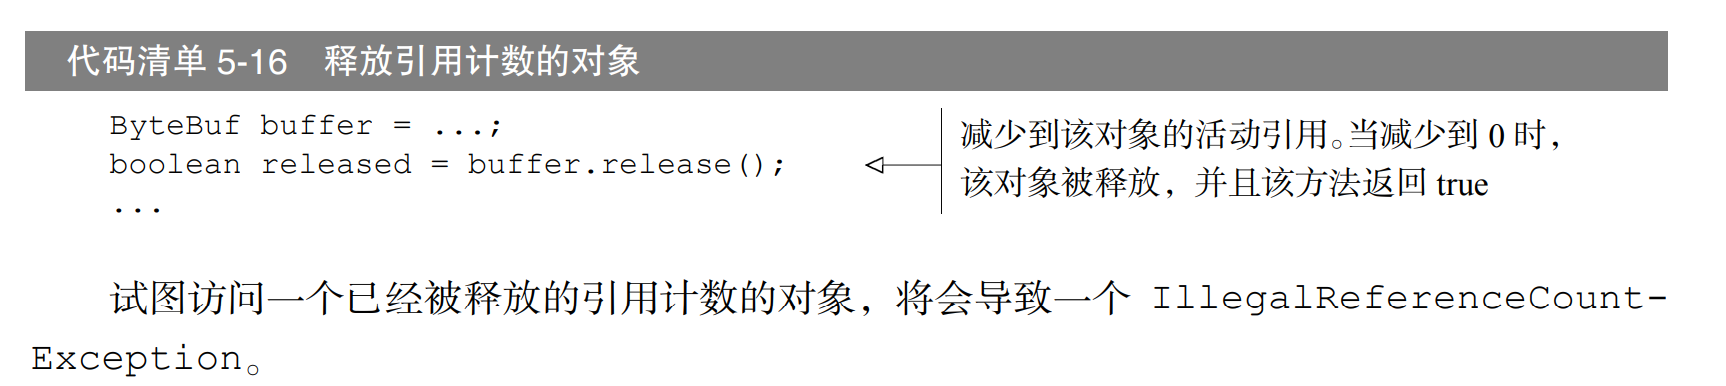 代码清单 5-16 释放引用计数的对象
ByteBuf buffer = ...;
boolean released = buffer.release();
...
减少到该对象的活动引用。当减少到 0 时，
该对象被释放，并且该方法返回 true
试图访问一个已经被释放的引用计数的对象，将会导致一个 IllegalReferenceCount-
Exception。